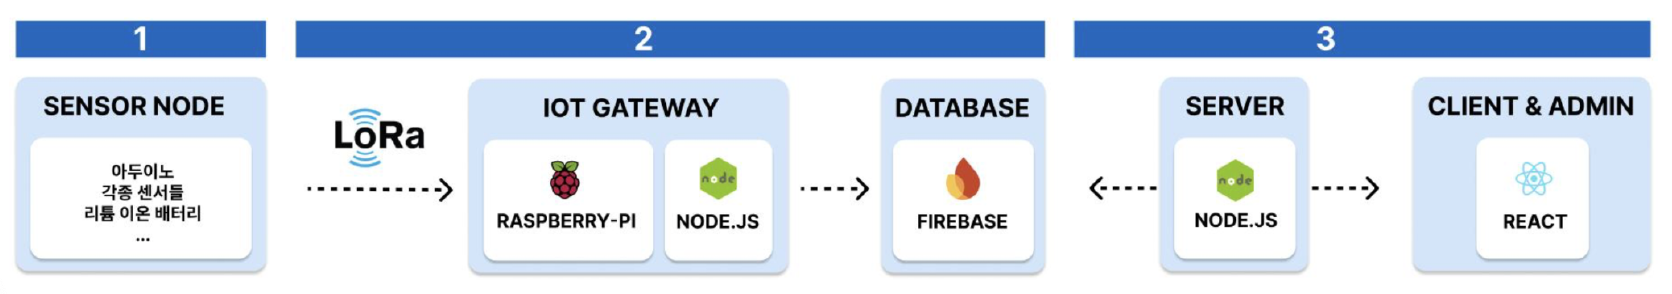 1
2
3
SENSOR NODE
아두이노
각종 센서들
리튬 이온 배터리
...
LoRa
IOT GATEWAY
RASPBERRY-PI
node
NODE.JS
DATABASE
FIREBASE
SERVER
node
NODE.JS
CLIENT & ADMIN
REACT